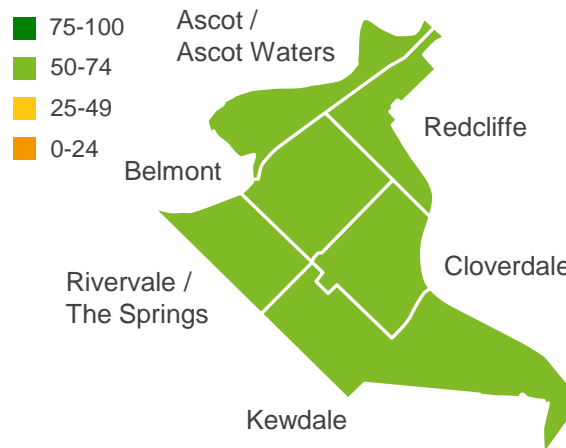 75-100
50-74
25-49
0-24
Ascot /
Ascot Waters
Redcliffe
Belmont
Cloverdale
Rivervale /
The Springs
Kewdale